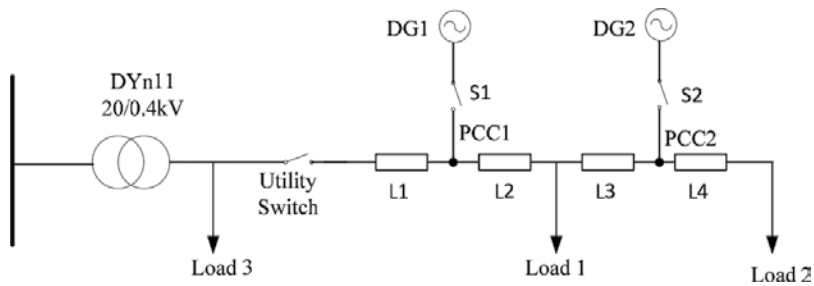 DG1
DG2
DYn11
20/0.4kV
S1
S2
PCC1
PCC2
Utility
Switch
L1
L2
L3
L4
Load 3
Load 1
Load 2